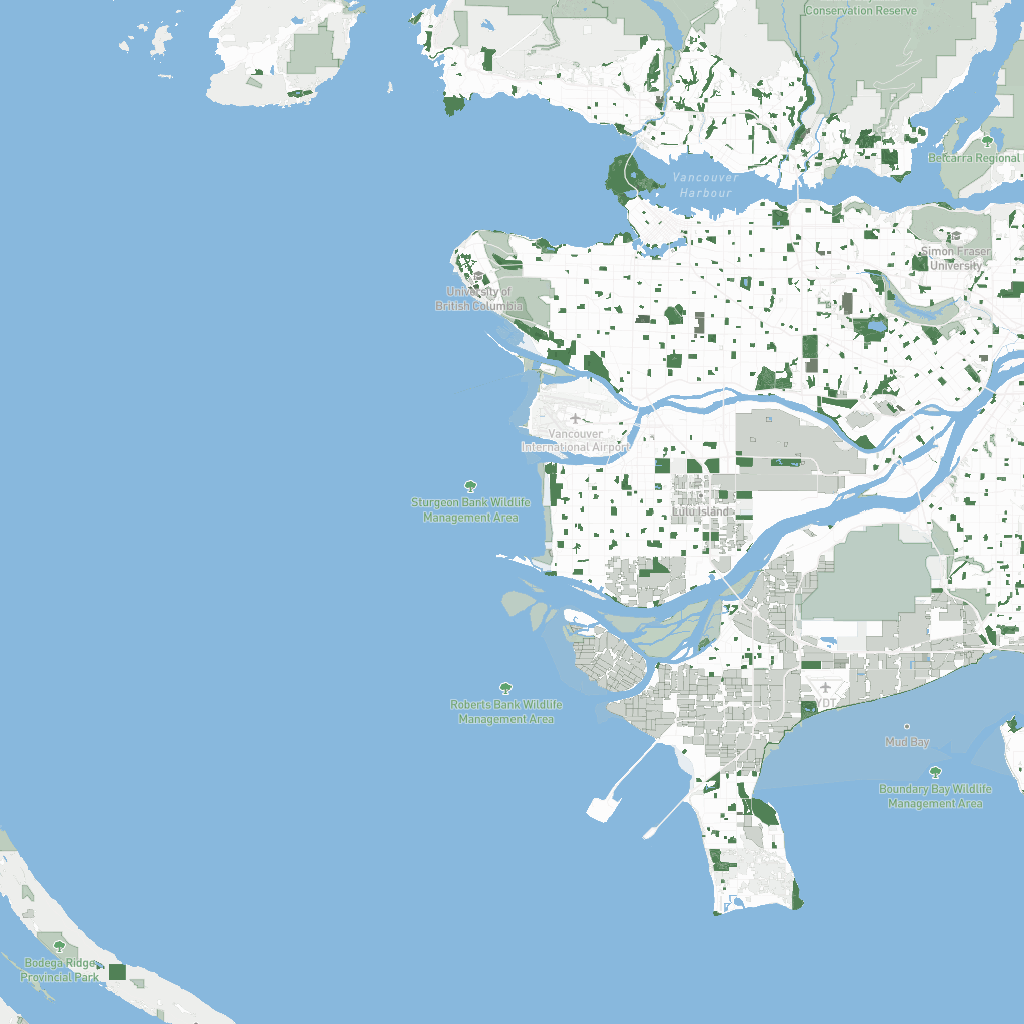 Conservation Reserve
Belcarra Regional
Vancouver
Harbour
Simon Fraser
University
University of
British Columbia
Vancouver
International Airport
Sturgeon Bank Wildlife
Management Area
Lulu Island
Roberts Bank Wildlife
Management Area
YDT
Mud Bay
Boundary Bay Wildlife
Management Area
Bodega Ridge
Provincial Park